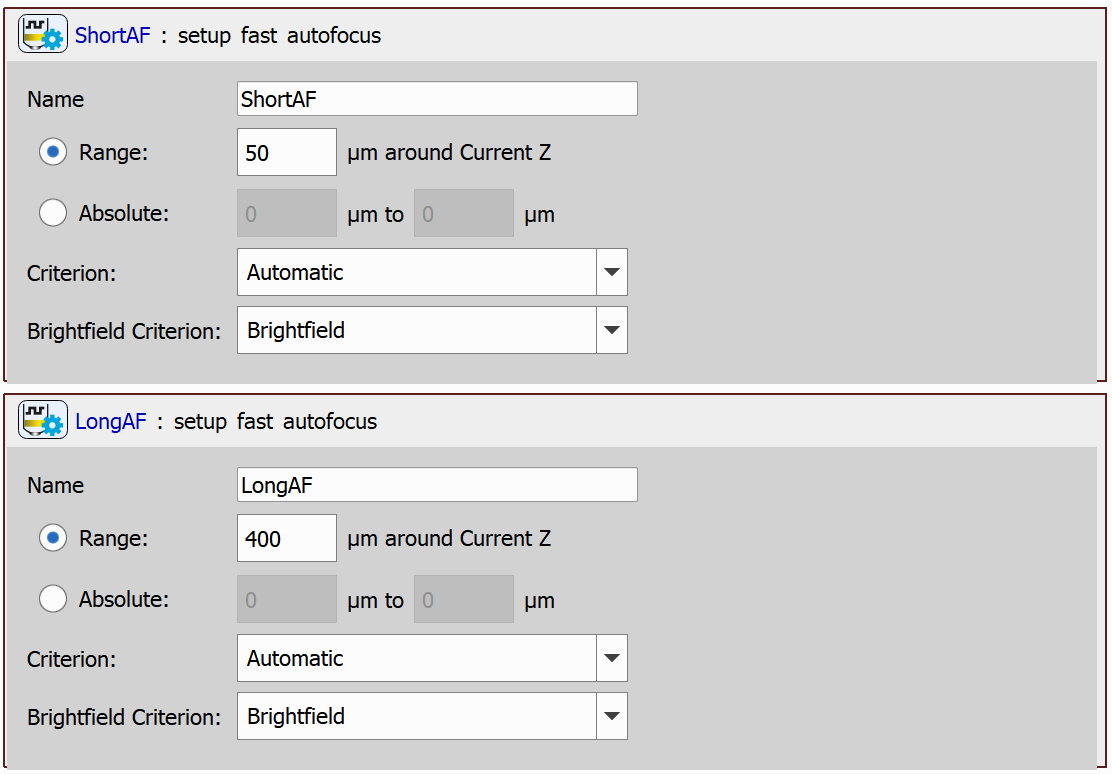 ShortAF : setup fast autofocus
Name ShortAF
Range: 50 µm around Current Z
Absolute: 0 µm to 0 µm
Criterion: Automatic
Brightfield Criterion: Brightfield
LongAF : setup fast autofocus
Name LongAF
Range: 400 µm around Current Z
Absolute: 0 µm to 0 µm
Criterion: Automatic
Brightfield Criterion: Brightfield